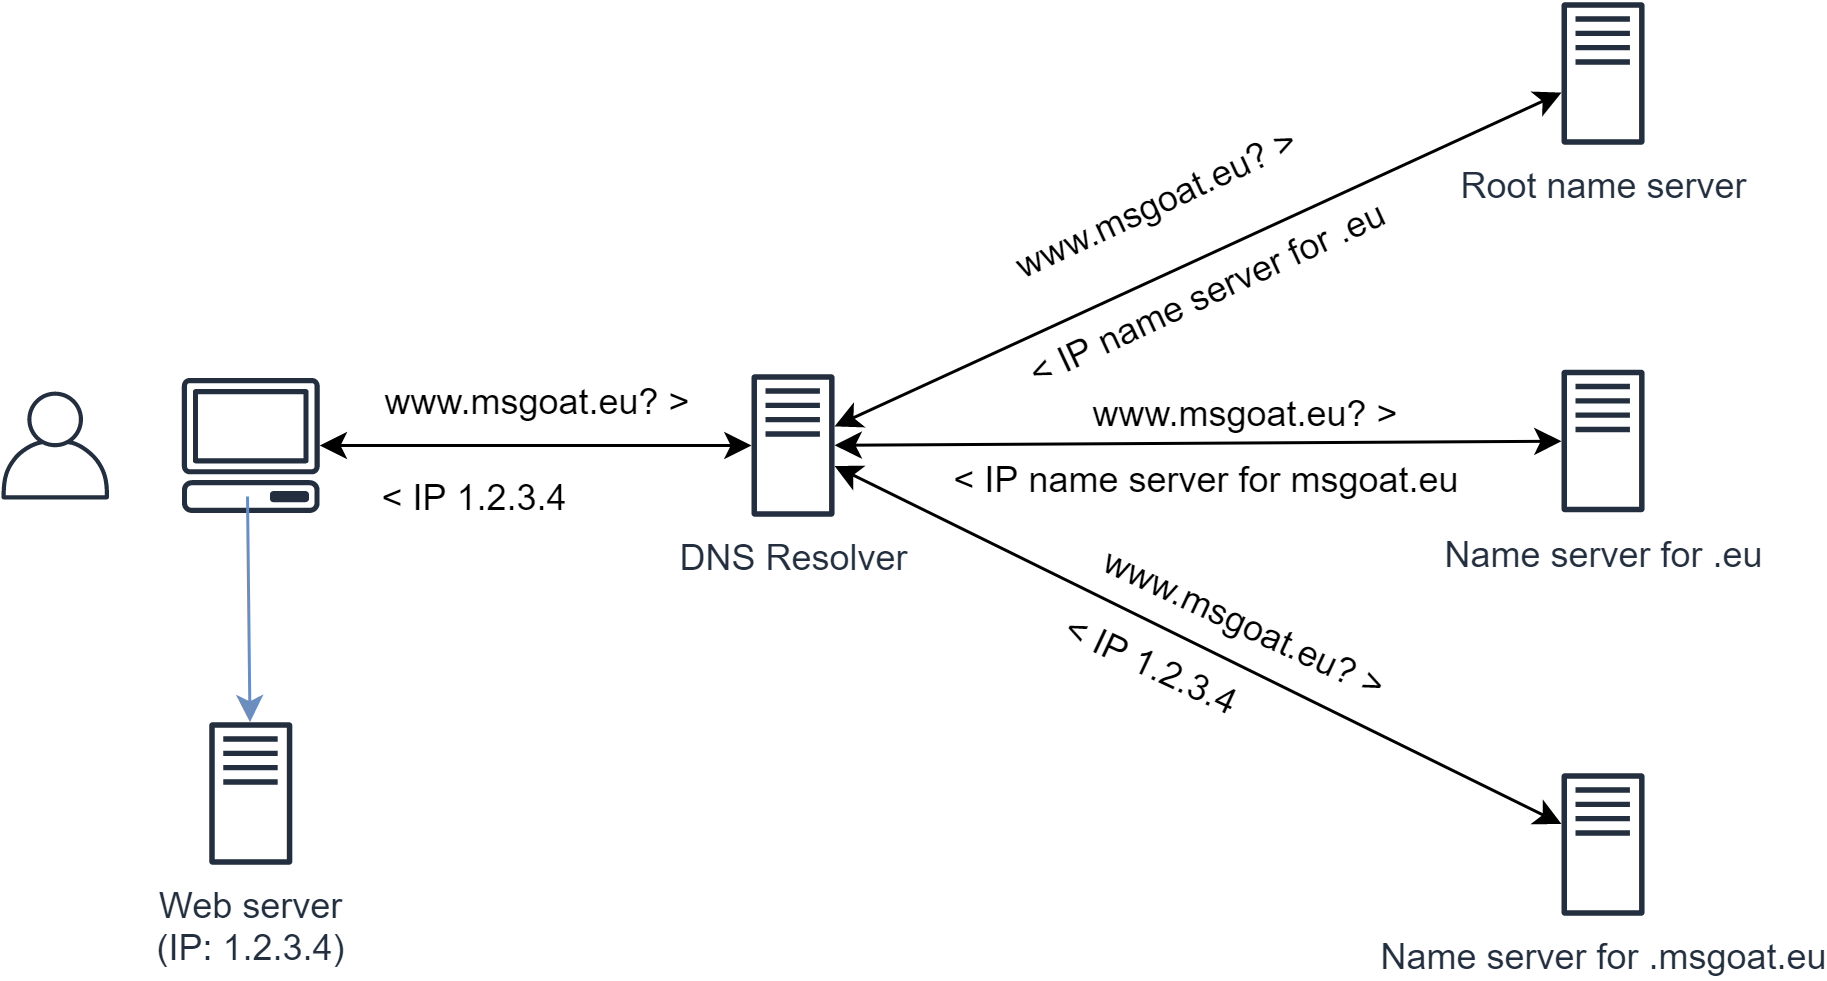 www.msgoat.eu? >
< IP name server for .eu
Root name server
www.msgoat.eu? >
< IP 1.2.3.4
DNS Resolver
www.msgoat.eu? >
< IP name server for msgoat.eu
Name server for .eu
www.msgoat.eu? >
< IP 1.2.3.4
Name server for .msgoat.eu
Web server
(IP: 1.2.3.4)